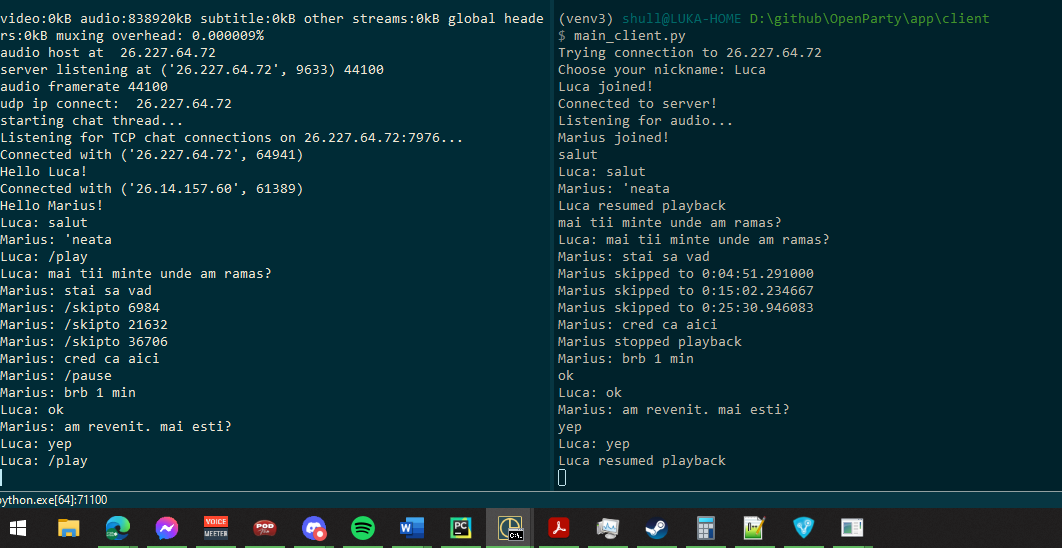 video:0kB audio:838920kB subtitle:0kB other streams:0kB global heade
rs:0kB muxing overhead: 0.000009%
audio host at  26.227.64.72
server listening at ('26.227.64.72', 9633) 44100
audio framerate 44100
udp ip connect:  26.227.64.72
starting chat thread...
Listening for TCP chat connections on 26.227.64.72:7976...
Connected with ('26.227.64.72', 64941)
Hello Luca!
Connected with ('26.14.157.60', 61389)
Hello Marius!
Luca: salut
Marius: 'neata
Luca: /play
Luca: mai tii minte unde am ramas?
Marius: stai sa vad
Marius: /skipto 6984
Marius: /skipto 21632
Marius: /skipto 36706
Marius: cred ca aici
Marius: /pause
Marius: brb 1 min
Luca: ok
Marius: am revenit. mai esti?
Luca: yep
Luca: /play
(venv3) shull@LUKA-HOME D:\github\OpenParty\app\client
$ main_client.py
Trying connection to 26.227.64.72
Choose your nickname: Luca
Luca joined!
Connected to server!
Listening for audio...
Marius joined!
salut
Luca: salut
Marius: 'neata
Luca resumed playback
mai tii minte unde am ramas?
Luca: mai tii minte unde am ramas?
Marius: stai sa vad
Marius skipped to 0:04:51.291000
Marius skipped to 0:15:02.234667
Marius skipped to 0:25:30.946083
Marius: cred ca aici
Marius stopped playback
Marius: brb 1 min
ok
Luca: ok
Marius: am revenit. mai esti?
yep
Luca: yep
Luca resumed playback
python.exe[64]:71100
VOICE
MEETER
POD
W
PC
C:\.